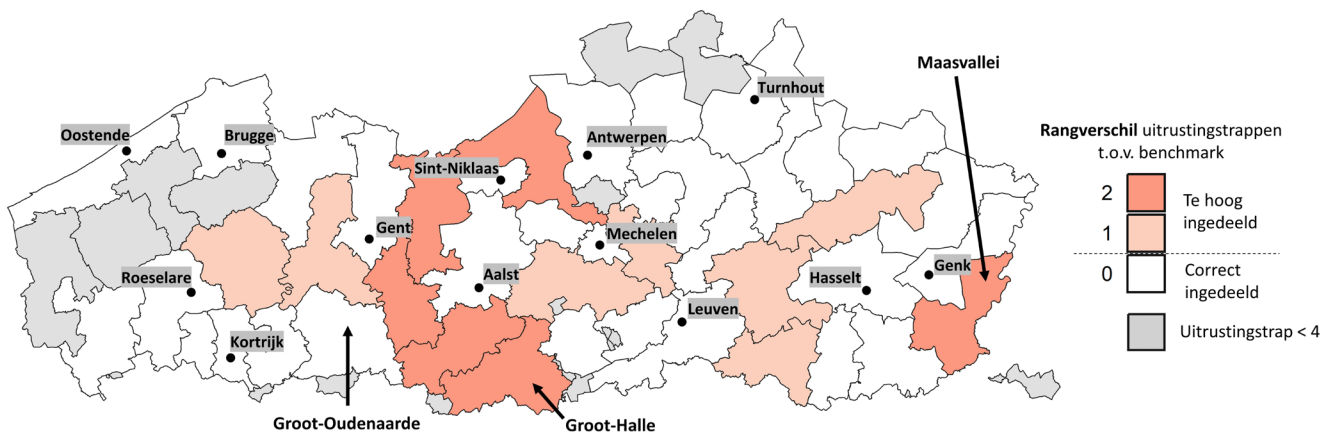 Maasvallei
Turnhout
Oostende
Brugge
Antwerpen
Sint-Niklaas
Gent
Mechelen
Roeselare
Aalst
Hasselt
Genk
Leuven
Kortrijk
Groot-Oudenaarde
Groot-Halle
Rangverschil uitrustingstrappen
t.o.v. benchmark
2
Te hoog
ingedeeld
1
0
Correct
ingedeeld
Uitrustingstrap < 4